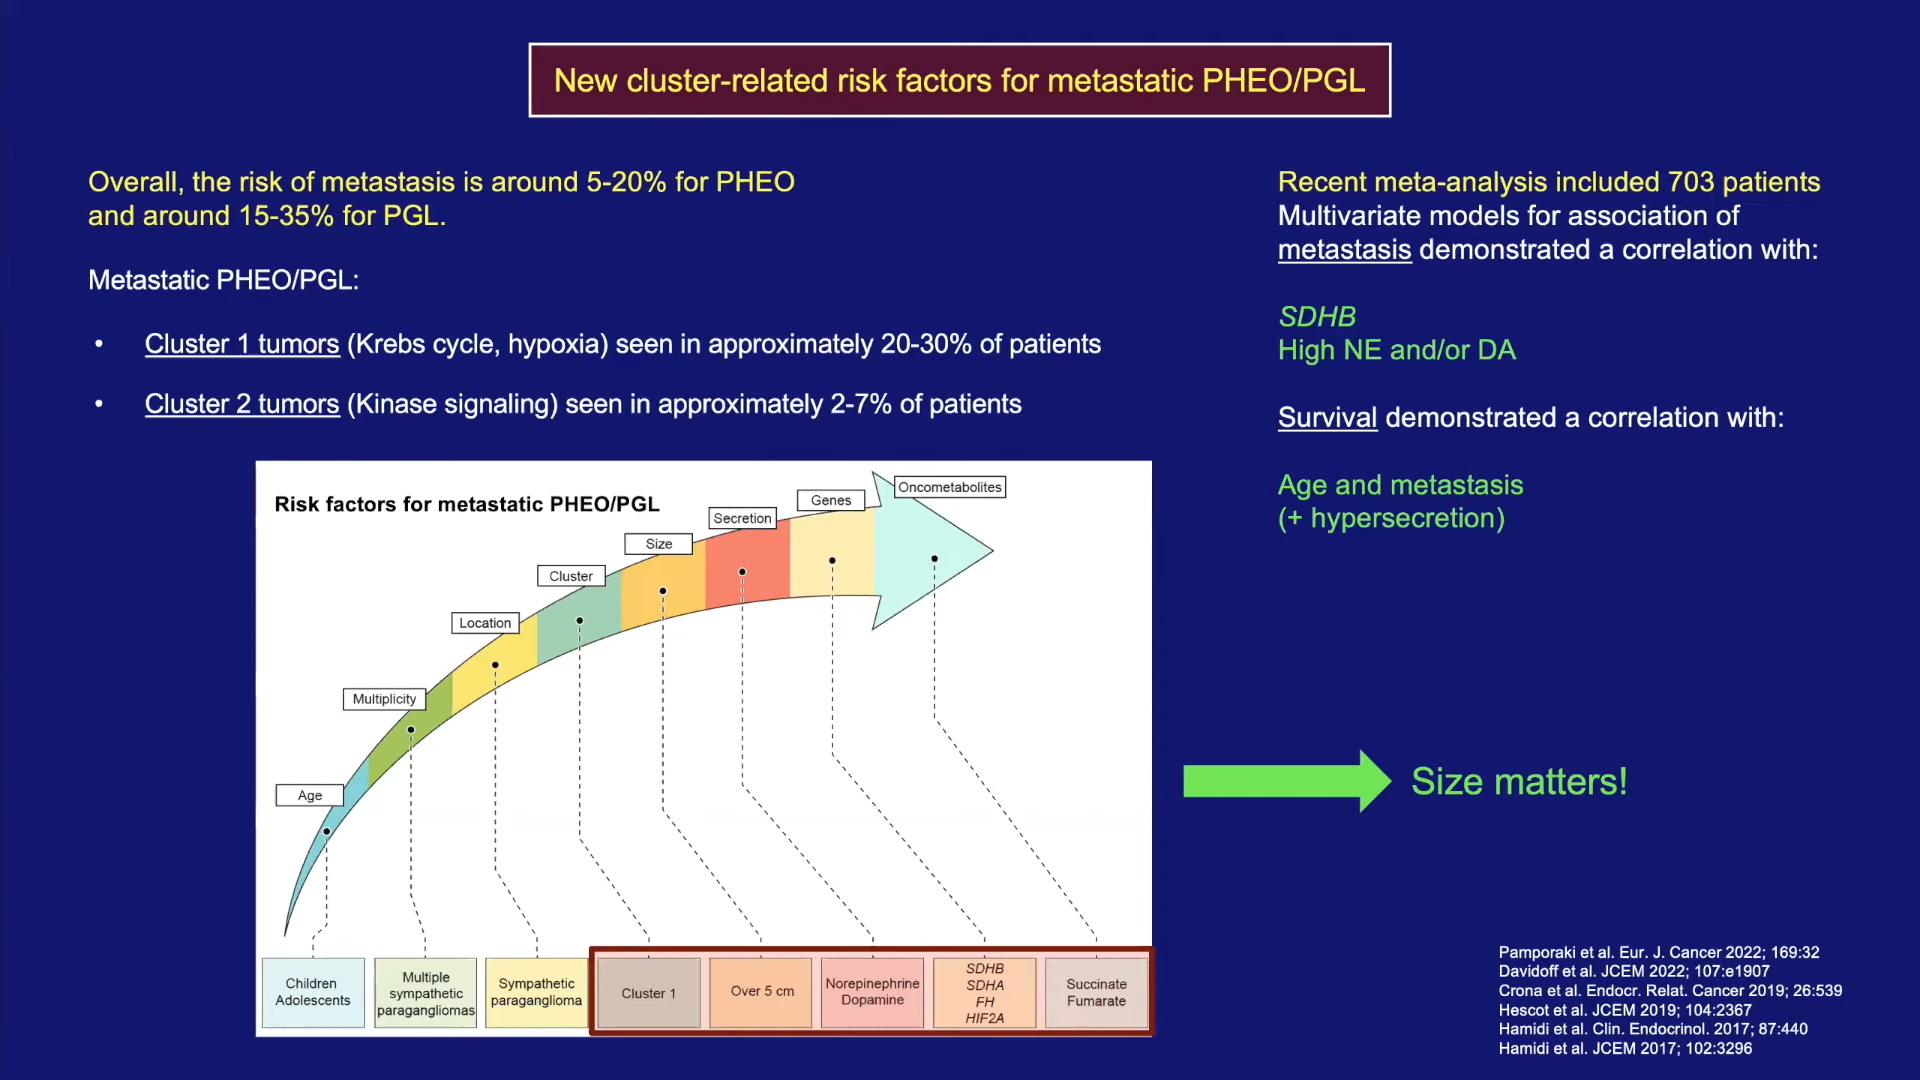 New cluster-related risk factors for metastatic PHEO/PGL
Overall, the risk of metastasis is around 5-20% for PHEO
and around 15-35% for PGL.
Metastatic PHEO/PGL:
• Cluster 1 tumors (Krebs cycle, hypoxia) seen in approximately 20-30% of patients
• Cluster 2 tumors (Kinase signaling) seen in approximately 2-7% of patients
Recent meta-analysis included 703 patients
Multivariate models for association of
metastasis demonstrated a correlation with:
SDHB
High NE and/or DA
Survival demonstrated a correlation with:
Age and metastasis
(+ hypersecretion)
Risk factors for metastatic PHEO/PGL
Age
Multiplicity
Location
Cluster
Size
Secretion
Genes
Oncometabolites
Children
Adolescents
Multiple
sympathetic
paragangliomas
Sympathetic
paraganglioma
Cluster 1
Over 5 cm
Norepinephrine
Dopamine
SDHB
SDHA
FH
HIF2A
Succinate
Fumarate
Size matters!
Pamporaki et al. Eur. J. Cancer 2022; 169:32
Davidoff et al. JCEM 2022; 107:e1907
Crona et al. Endocr. Relat. Cancer 2019; 26:539
Hescot et al. JCEM 2019; 104:2367
Hamidi et al. Clin. Endocrinol. 2017; 87:440
Hamidi et al. JCEM 2017; 102:3296